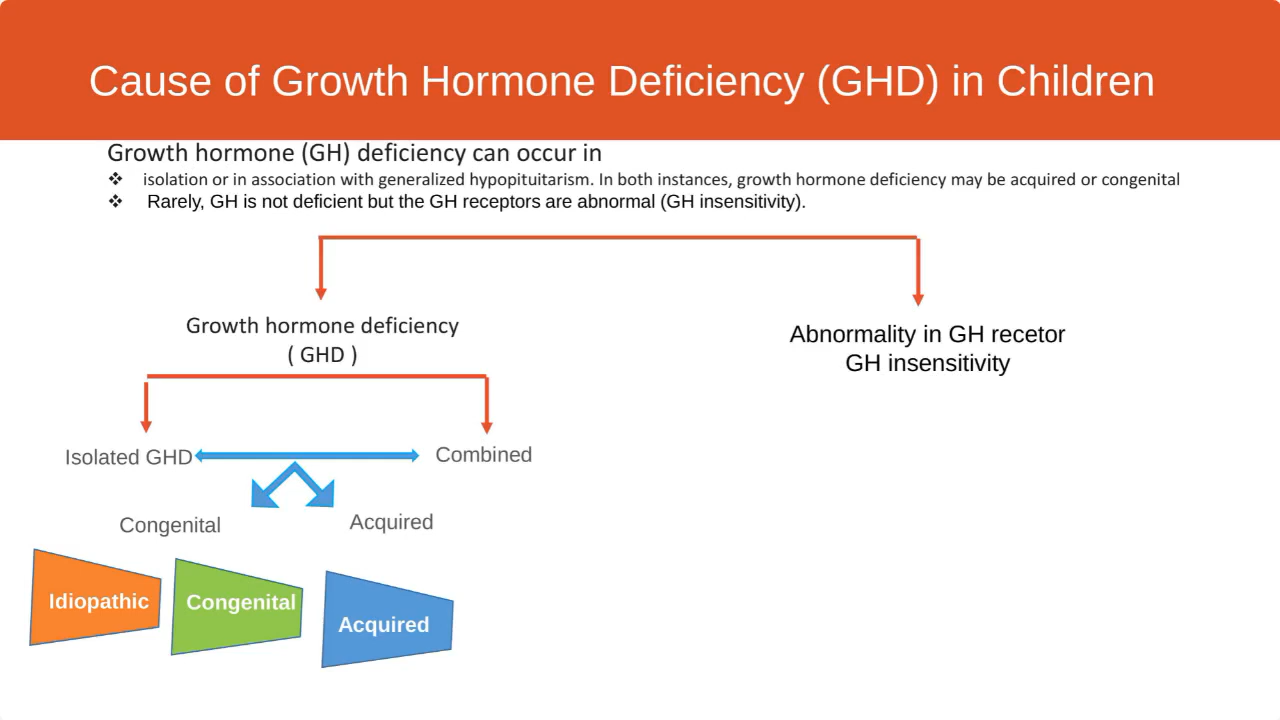 Cause of Growth Hormone Deficiency (GHD) in Children
Growth hormone (GH) deficiency can occur in
❖ isolation or in association with generalized hypopituitarism. In both instances, growth hormone deficiency may be acquired or congenital
❖ Rarely, GH is not deficient but the GH receptors are abnormal (GH insensitivity).
Growth hormone deficiency
( GHD )
Abnormality in GH recetor
GH insensitivity
Isolated GHD
Combined
Congenital
Acquired
Idiopathic
Congenital
Acquired